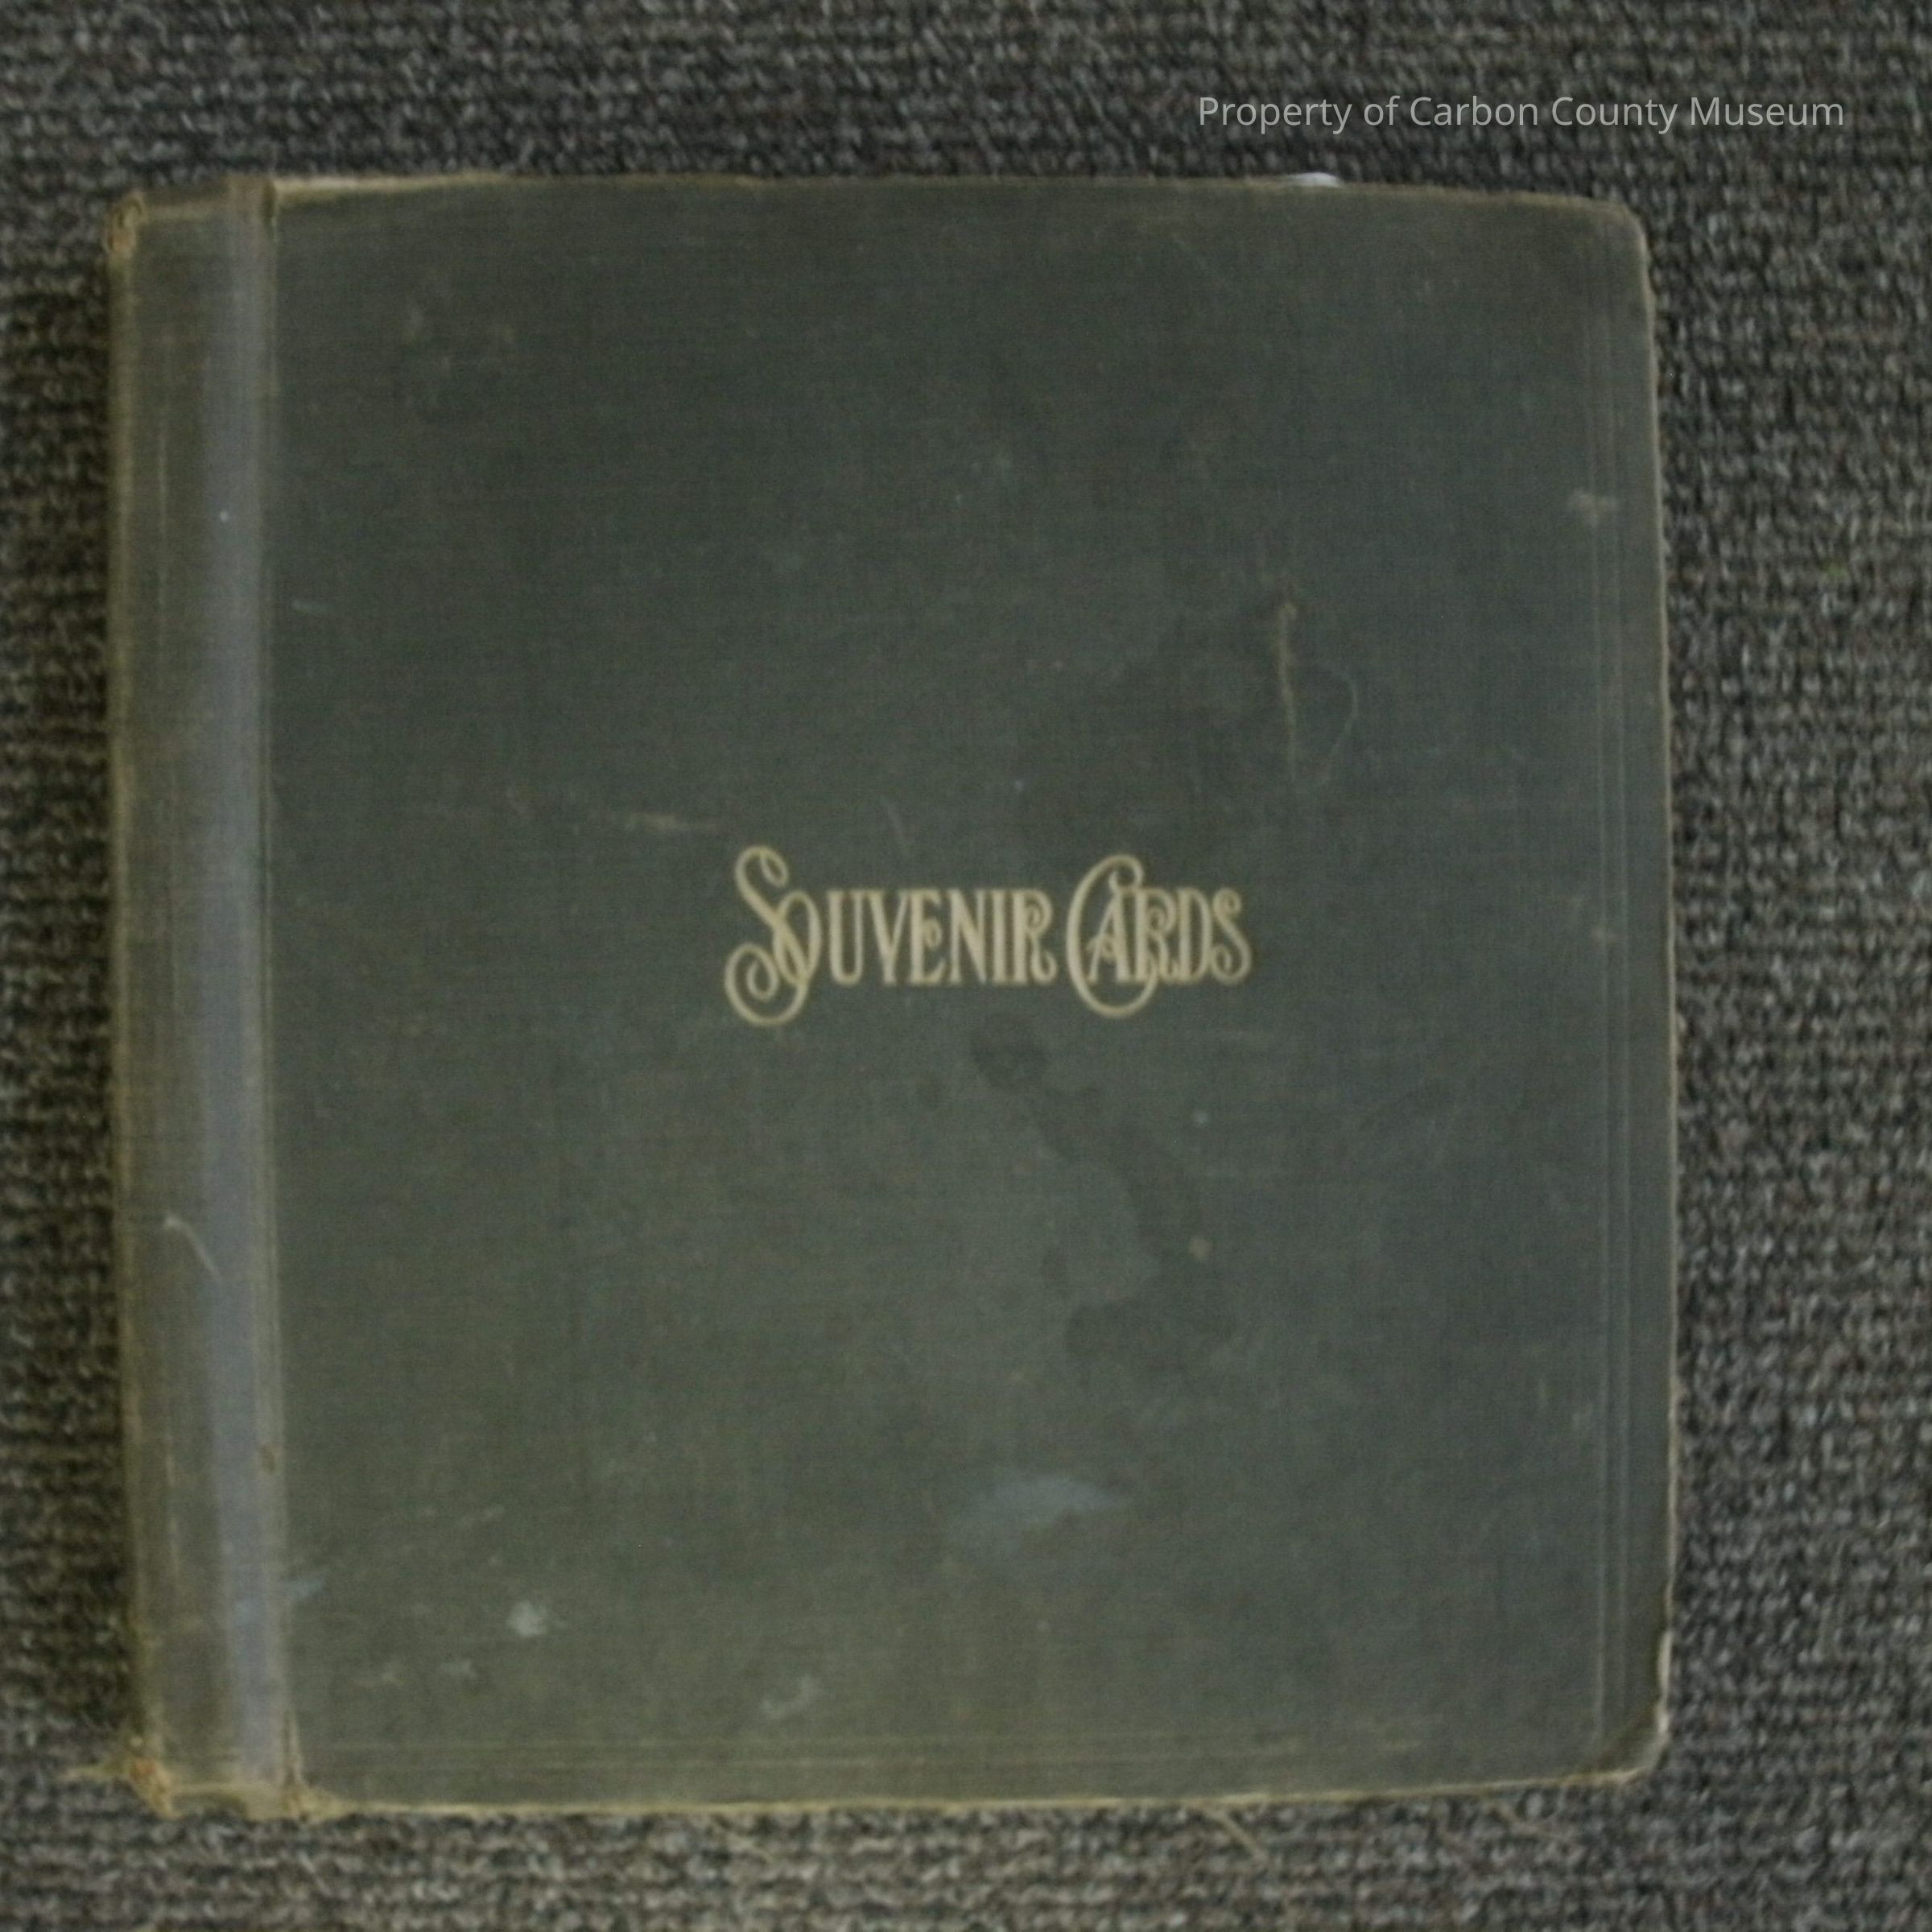 Property of Carbon County Museum
SOUVENIR CARDS